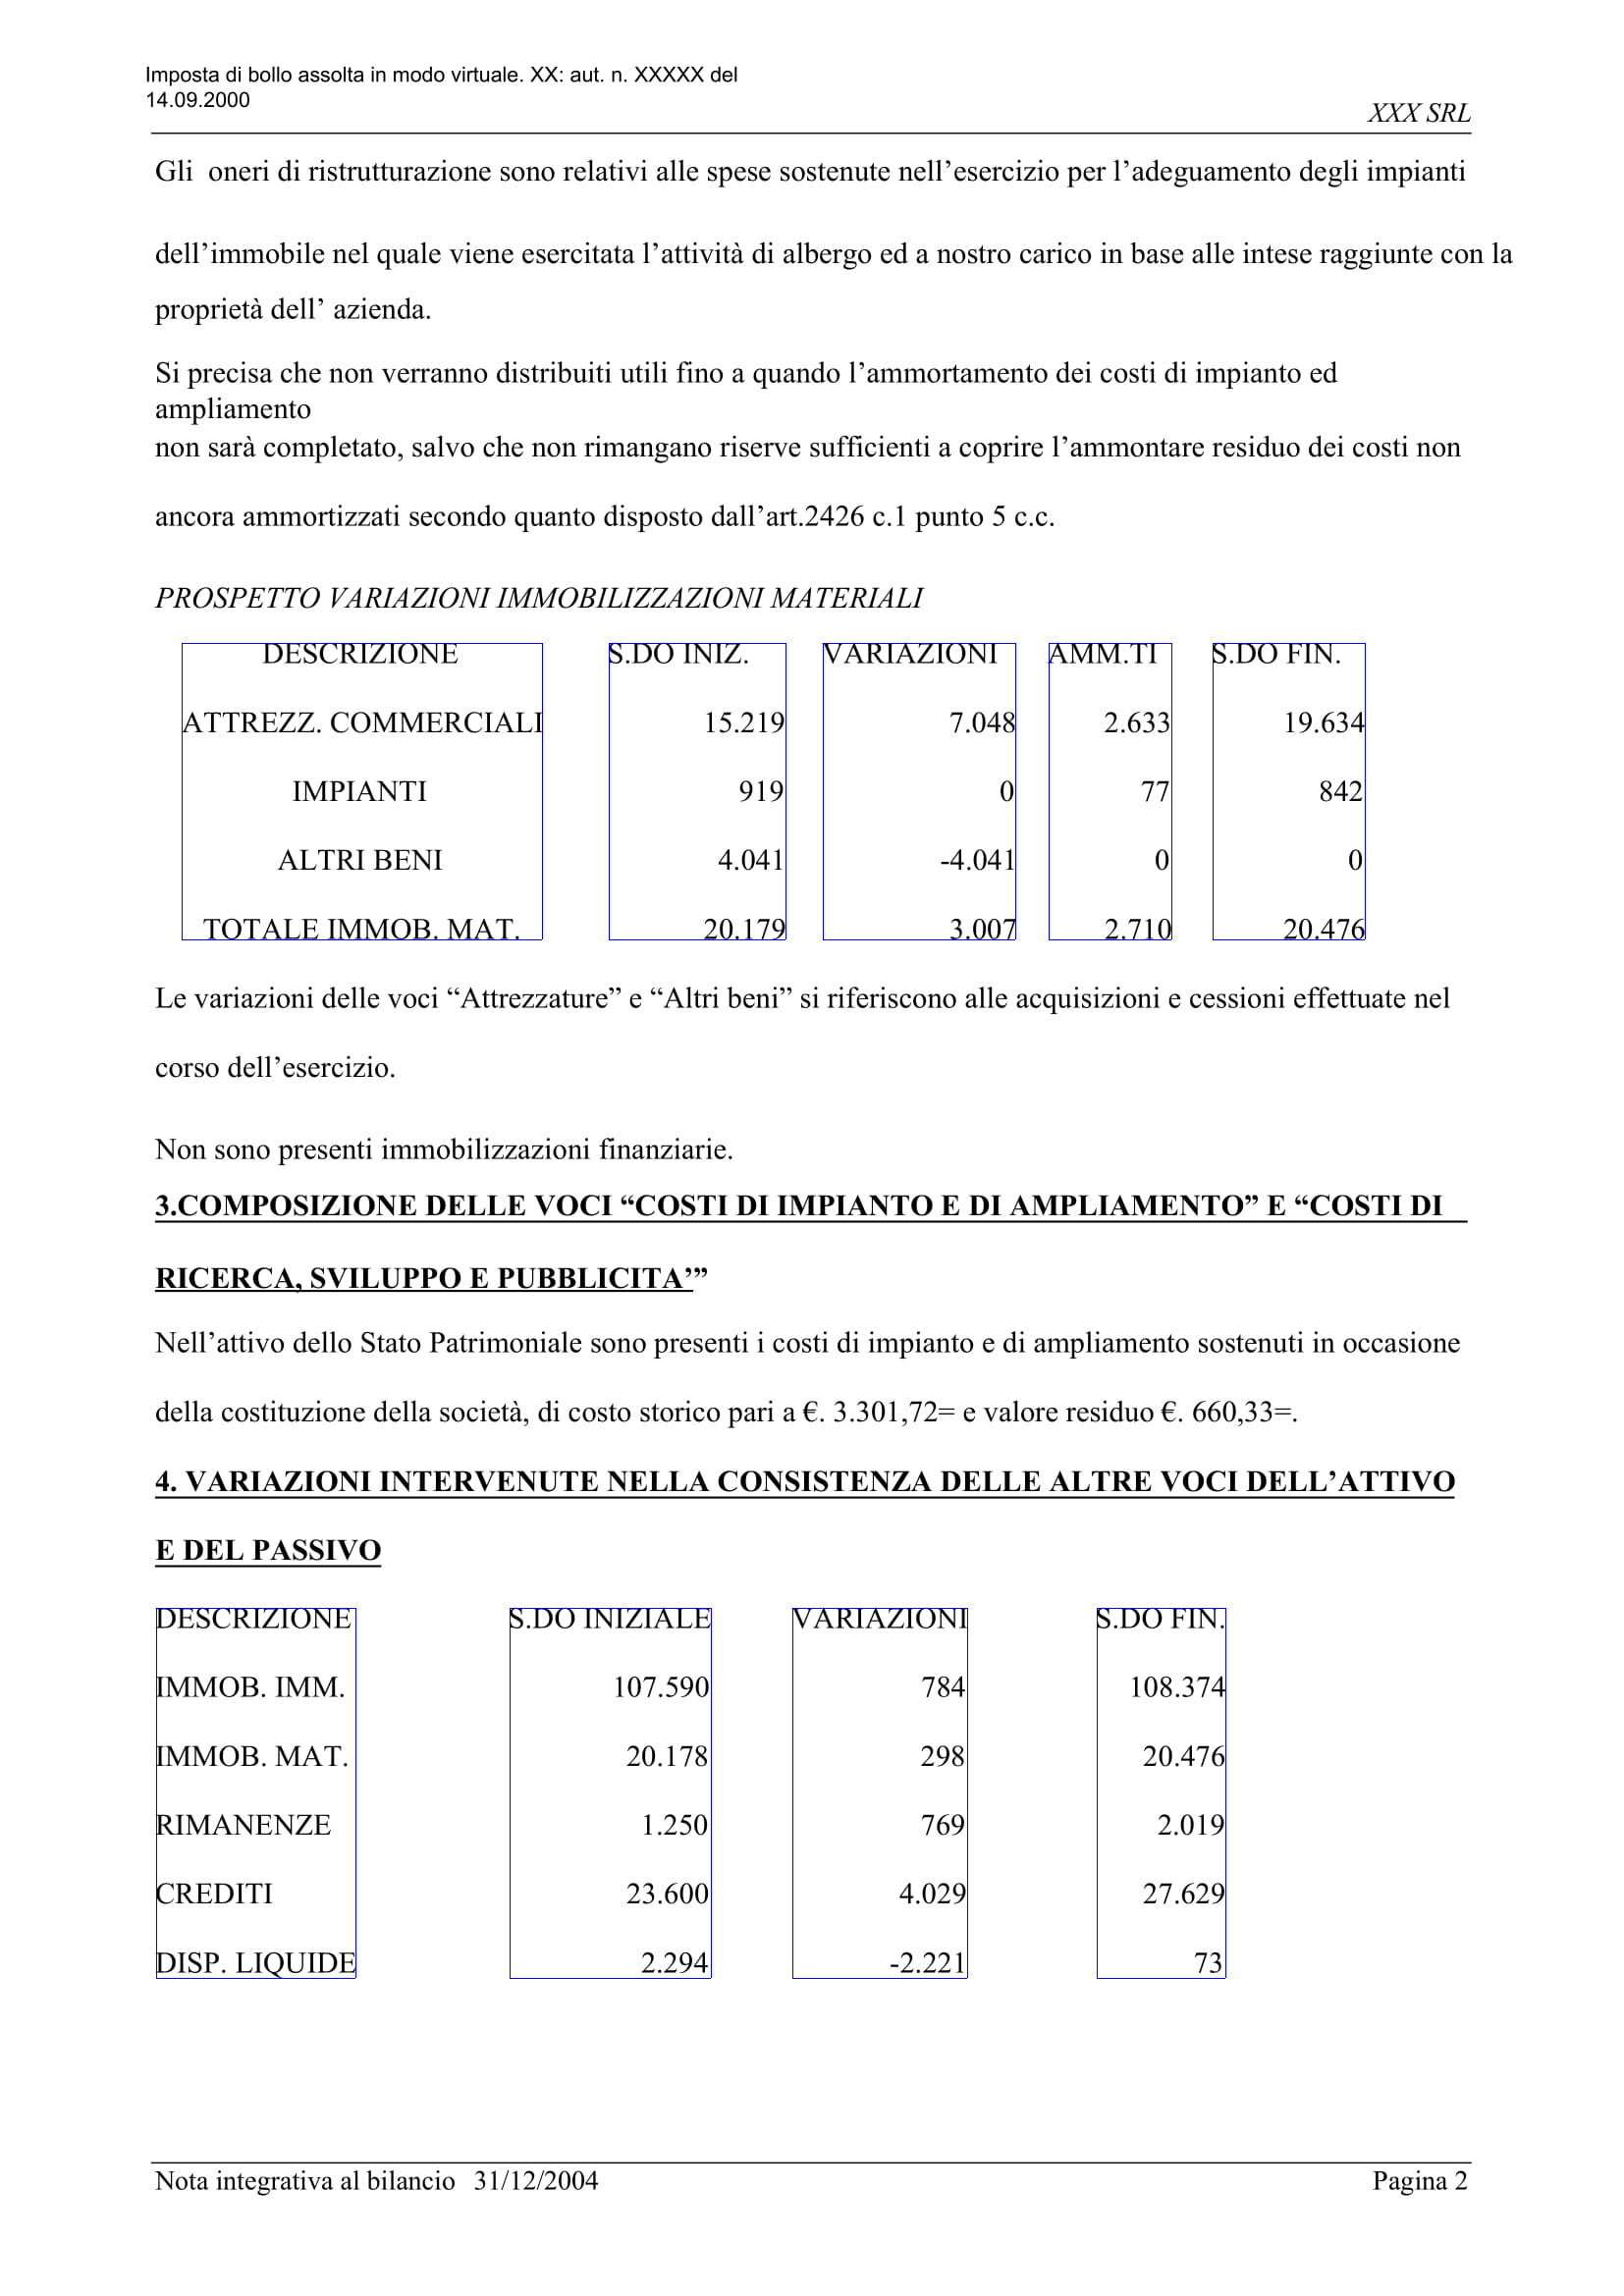 Imposta di bollo assolta in modo virtuale. XX: aut. n. XXXXX del
14.09.2000
XXX SRL
Gli oneri di ristrutturazione sono relativi alle spese sostenute nell’esercizio per l’adeguamento degli impianti
dell’immobile nel quale viene esercitata l’attività di albergo ed a nostro carico in base alle intese raggiunte con la
proprietà dell’ azienda.
Si precisa che non verranno distribuiti utili fino a quando l’ammortamento dei costi di impianto ed
ampliamento
non sarà completato, salvo che non rimangano riserve sufficienti a coprire l’ammontare residuo dei costi non
ancora ammortizzati secondo quanto disposto dall’art.2426 c.1 punto 5 c.c.
PROSPETTO VARIAZIONI IMMOBILIZZAZIONI MATERIALI
DESCRIZIONE S.DO INIZ. VARIAZIONI AMM.TI S.DO FIN.
ATTREZZ. COMMERCIALI 15.219 7.048 2.633 19.634
IMPIANTI 919 0 77 842
ALTRI BENI 4.041 -4.041 0 0
TOTALE IMMOB. MAT. 20.179 3.007 2.710 20.476
Le variazioni delle voci “Attrezzature” e “Altri beni” si riferiscono alle acquisizioni e cessioni effettuate nel
corso dell’esercizio.
Non sono presenti immobilizzazioni finanziarie.
3.COMPOSIZIONE DELLE VOCI “COSTI DI IMPIANTO E DI AMPLIAMENTO” E “COSTI DI
RICERCA, SVILUPPO E PUBBLICITA’”
Nell’attivo dello Stato Patrimoniale sono presenti i costi di impianto e di ampliamento sostenuti in occasione
della costituzione della società, di costo storico pari a €. 3.301,72= e valore residuo €. 660,33=.
4. VARIAZIONI INTERVENUTE NELLA CONSISTENZA DELLE ALTRE VOCI DELL’ATTIVO
E DEL PASSIVO
DESCRIZIONE S.DO INIZIALE VARIAZIONI S.DO FIN.
IMMOB. IMM. 107.590 784 108.374
IMMOB. MAT. 20.178 298 20.476
RIMANENZE 1.250 769 2.019
CREDITI 23.600 4.029 27.629
DISP. LIQUIDE 2.294 -2.221 73
Nota integrativa al bilancio 31/12/2004 Pagina 2